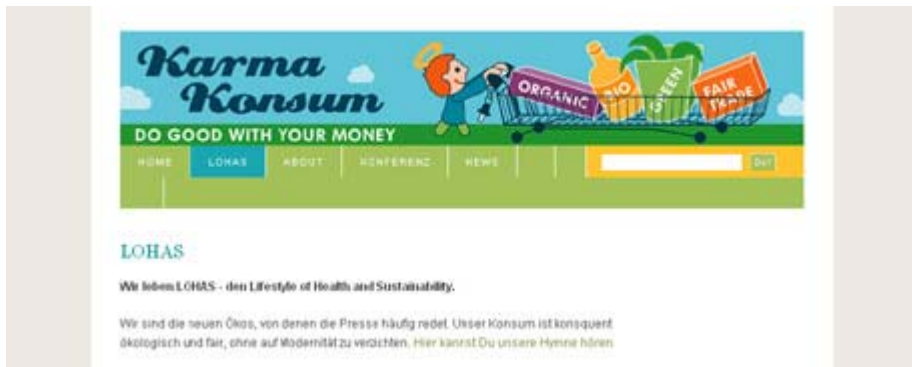 Karma
Konsum
ORGANIC
BIO
GREEN
FAIR
TRADE
DO GOOD WITH YOUR MONEY
HOME LOHAS ABOUT KONFERENZ NEWS Go!
LOHAS
Wir leben LOHAS - den Lifestyle of Health and Sustainability.
Wir sind die neuen Ökos, von denen die Presse häufig redet. Unser Konsum ist konsquent
ökologisch und fair, ohne auf Modernität zu verzichten. Hier kannst Du unsere Hymne hören